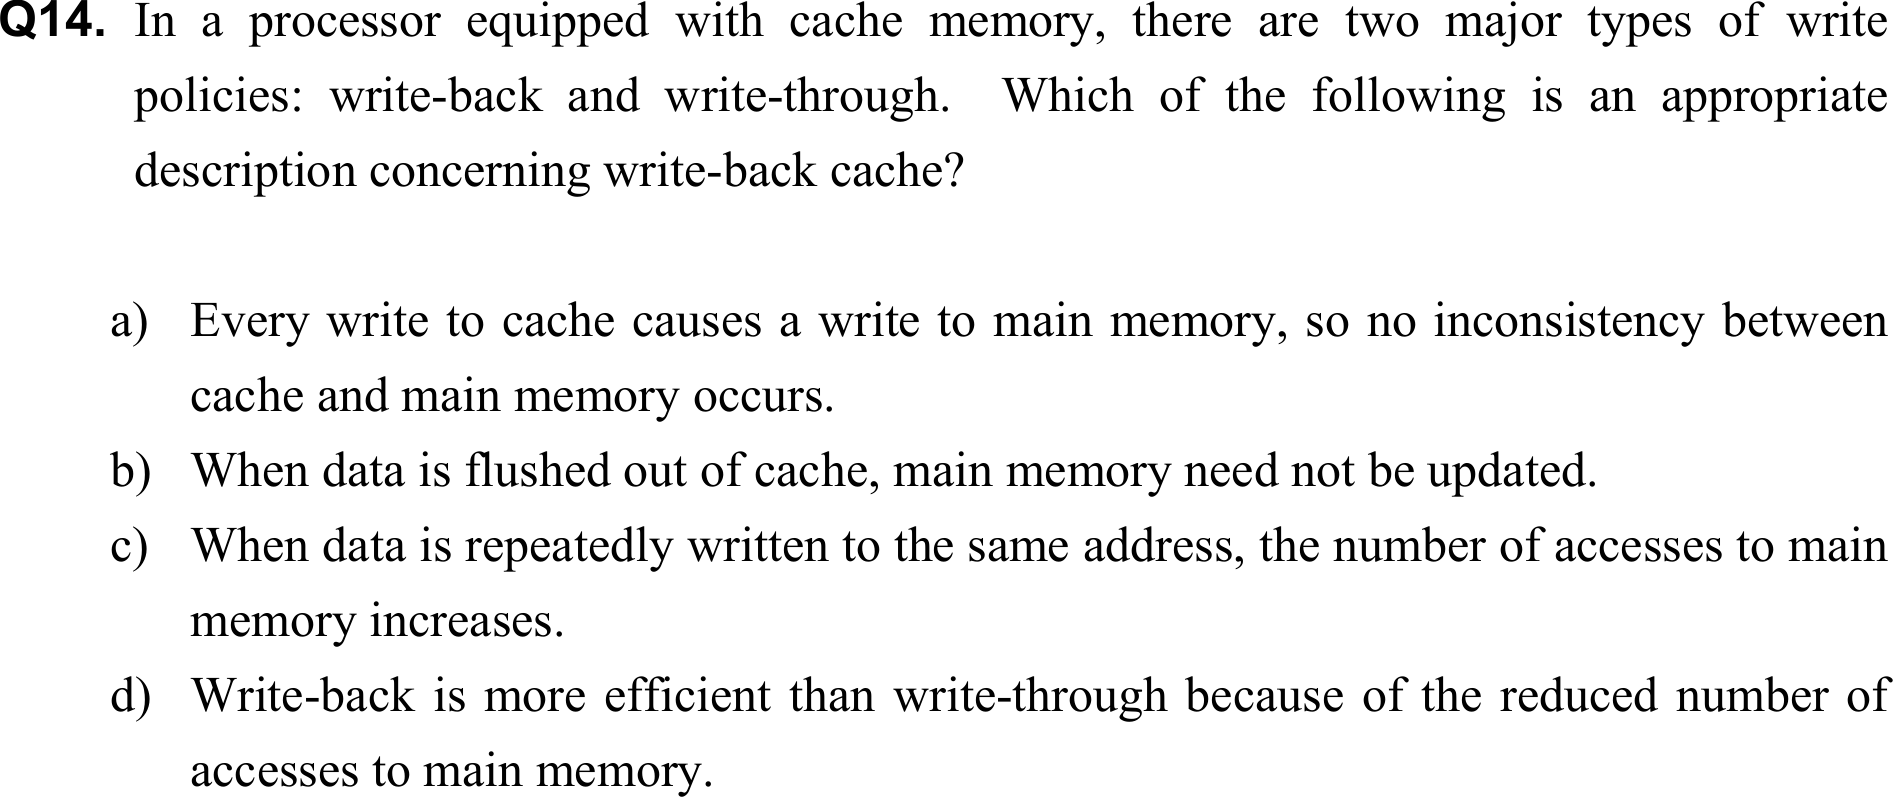 Q14. In a processor equipped with cache memory, there are two major types of write
policies: write-back and write-through. Which of the following is an appropriate
description concerning write-back cache?
a) Every write to cache causes a write to main memory, so no inconsistency between
cache and main memory occurs.
b) When data is flushed out of cache, main memory need not be updated.
c) When data is repeatedly written to the same address, the number of accesses to main
memory increases.
d) Write-back is more efficient than write-through because of the reduced number of
accesses to main memory.